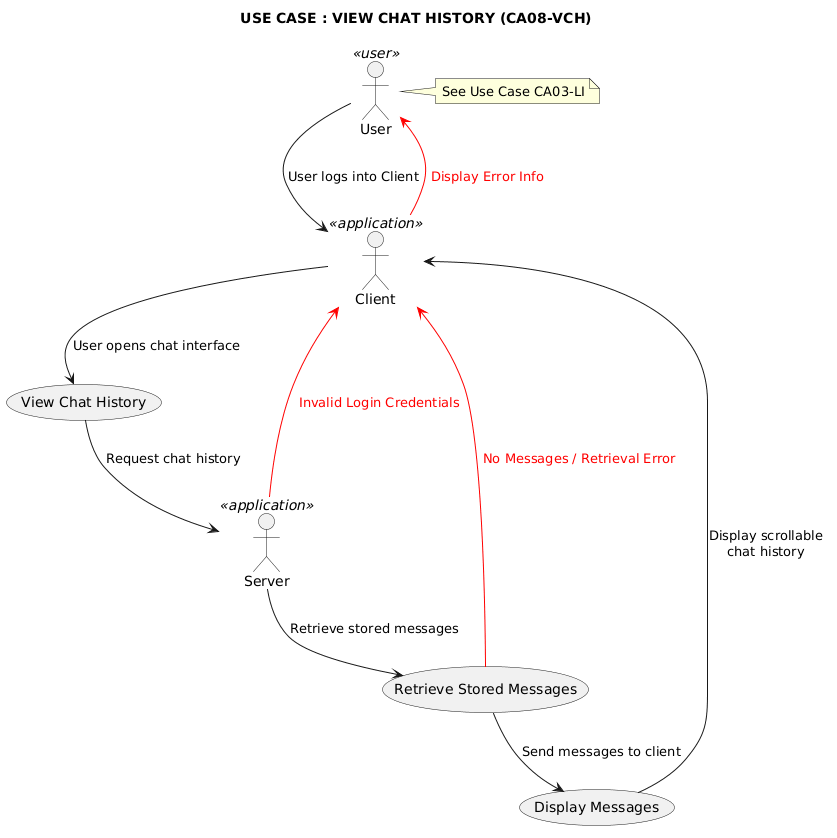 USE CASE : VIEW CHAT HISTORY (CA08-VCH)
«user»
User
See Use Case CA03-LI
User logs into Client
Display Error Info
«application»
Client
User opens chat interface
View Chat History
Invalid Login Credentials
Request chat history
No Messages / Retrieval Error
«application»
Server
Display scrollable
chat history
Retrieve stored messages
Retrieve Stored Messages
Send messages to client
Display Messages